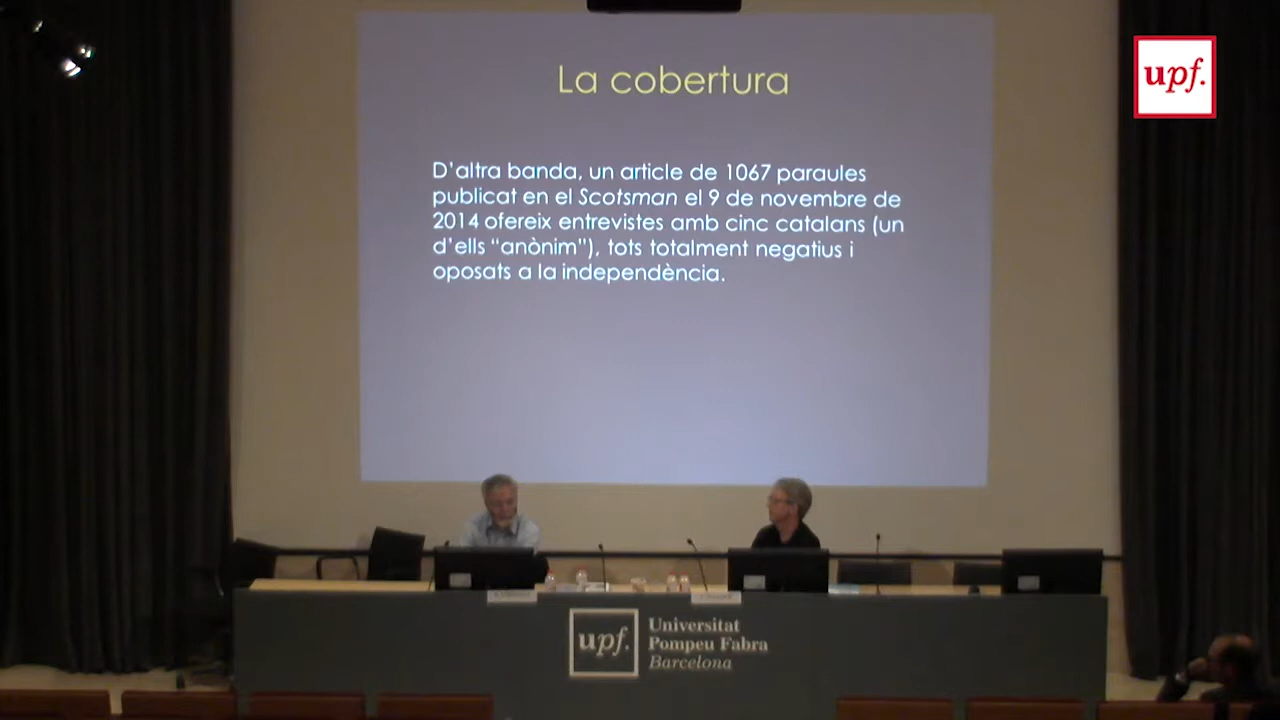 La cobertura
upf.
D'altra banda, un article de 1067 paraules
publicat en el Scotsman el 9 de novembre de
2014 ofereix entrevistes amb cinc catalans (un
d'ells “anònim”), tots totalment negatius i
oposats a la independència.
upf.
Universitat
Pompeu Fabra
Barcelona